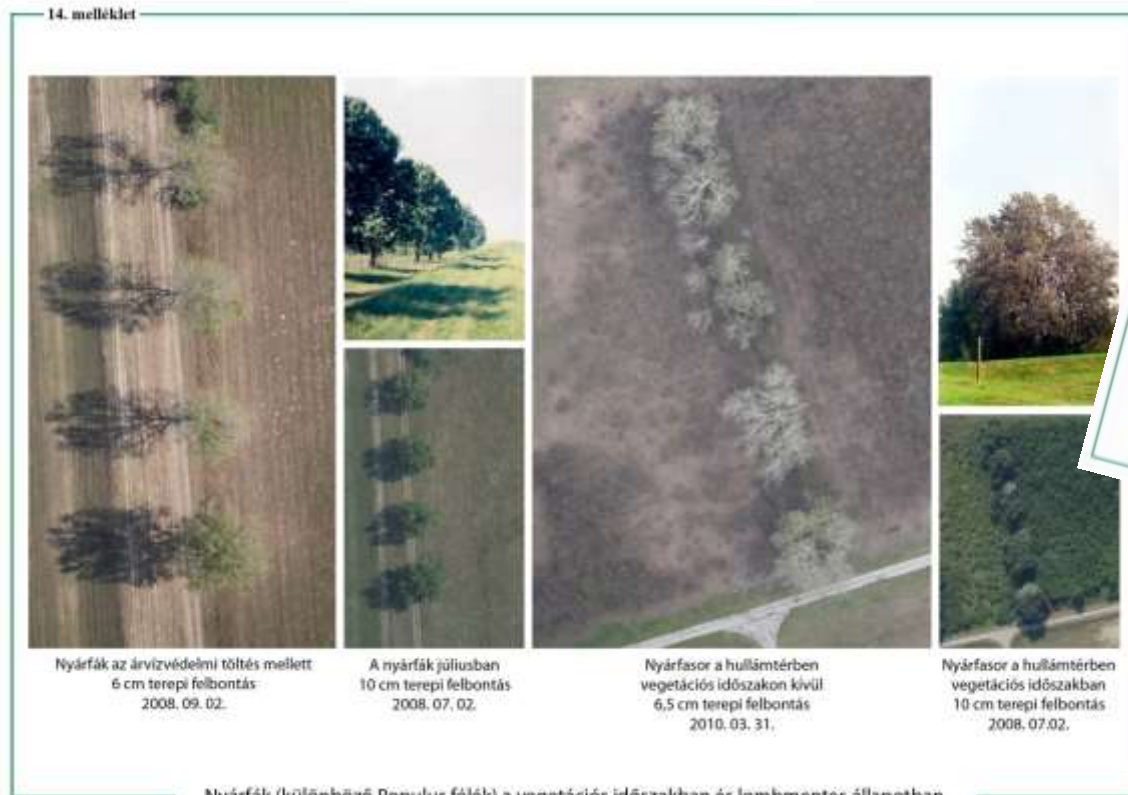 14. melléklet
Nyárfák az árvízvédelmi töltés mellett
6 cm terepi felbontás
2008. 09. 02.
A nyárfák júliusban
10 cm terepi felbontás
2008. 07. 02.
Nyárfasor a hullámtérben
vegetációs időszakon kívül
6,5 cm terepi felbontás
2010. 03. 31.
Nyárfasor a hullámtérben
vegetációs időszakban
10 cm terepi felbontás
2008. 07.02.
Nyárfák (különböző Populus félék) a vegetációs időszakban és lombmentes állapotban